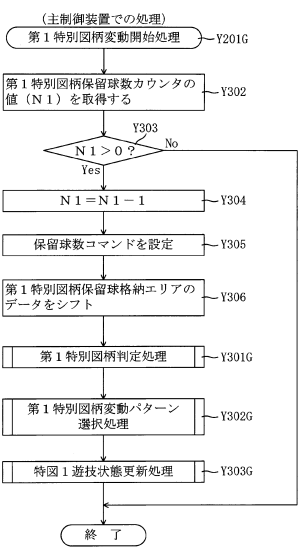 (主制御装置での処理)
第１特別図柄変動開始処理
Y201G
第１特別図柄保留球数カウンタの
値（Ｎ１）を取得する
Y302
Y303
Ｎ１＞０？
No
Yes
Ｎ１＝Ｎ１－１
Y304
保留球数コマンドを設定
Y305
第１特別図柄保留球格納エリアの
データをシフト
Y306
第１特別図柄判定処理
Y301G
第１特別図柄変動パターン
選択処理
Y302G
特図１遊技状態更新処理
Y303G
終 了